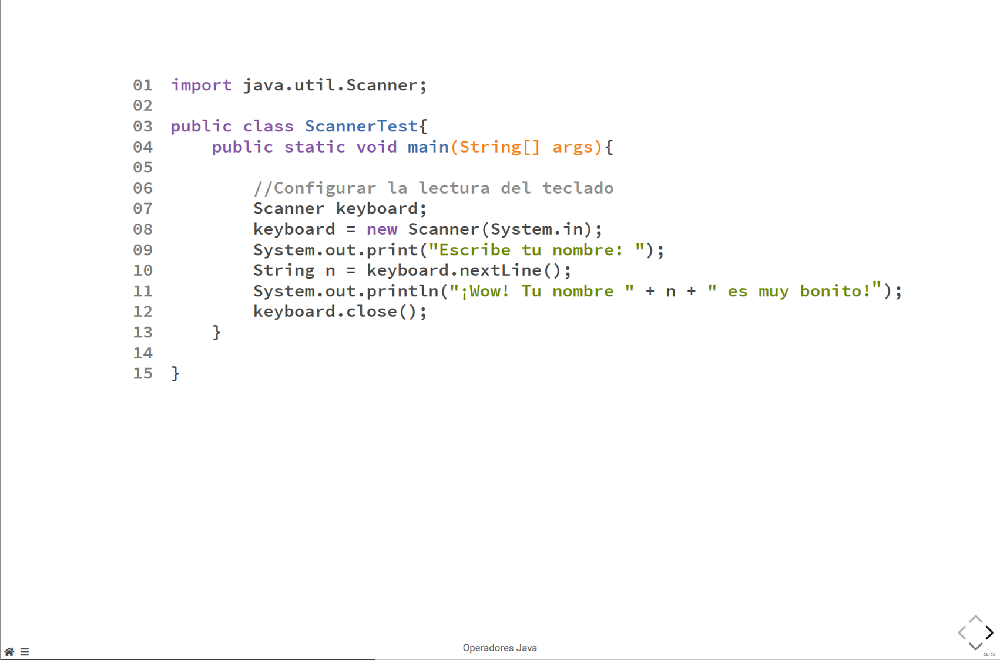 01 import java.util.Scanner;
02
03 public class ScannerTest{
04     public static void main(String[] args){
05
06         //Configurar la lectura del teclado
07         Scanner keyboard;
08         keyboard = new Scanner(System.in);
09         System.out.print("Escribe tu nombre: ");
10         String n = keyboard.nextLine();
11         System.out.println("¡Wow! Tu nombre " + n + " es muy bonito!");
12         keyboard.close();
13     }
14
15 }
Operadores Java
28 / 73